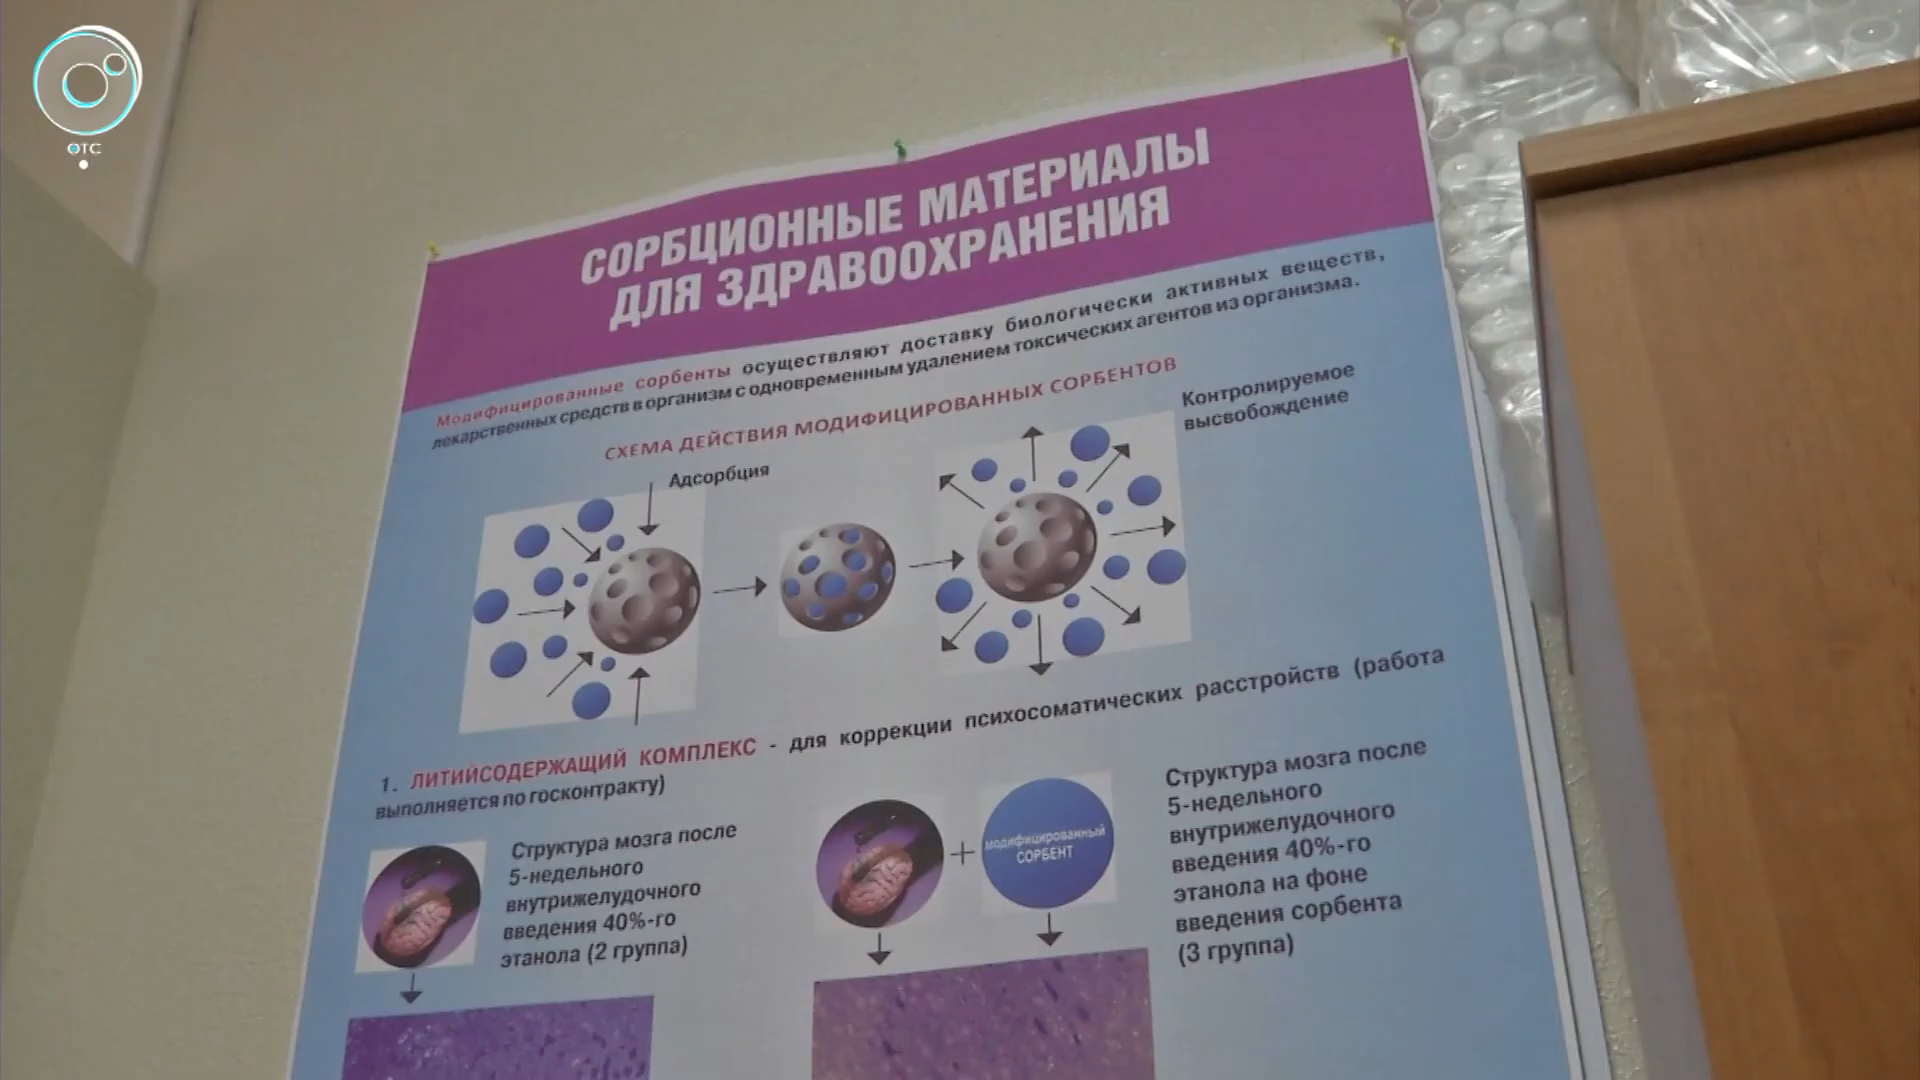 ОТС
СОРБЦИОННЫЕ МАТЕРИАЛЫ
ДЛЯ ЗДРАВООХРАНЕНИЯ
Модифицированные сорбенты осуществляют доставку биологически активных веществ,
лекарственных средств в организм с одновременным удалением токсических агентов из организма.
СХЕМА ДЕЙСТВИЯ МОДИФИЦИРОВАННЫХ СОРБЕНТОВ
Адсорбция
Контролируемое
высвобождение
1. ЛИТИЙСОДЕРЖАЩИЙ КОМПЛЕКС - для коррекции психосоматических расстройств (работа
выполняется по госконтракту)
Структура мозга после
5-недельного
внутрижелудочного
введения 40%-го
этанола (2 группа)
+
МОДИФИЦИРОВАННЫЙ
СОРБЕНТ
Структура мозга после
5-недельного
внутрижелудочного
введения 40%-го
этанола на фоне
введения сорбента
(3 группа)